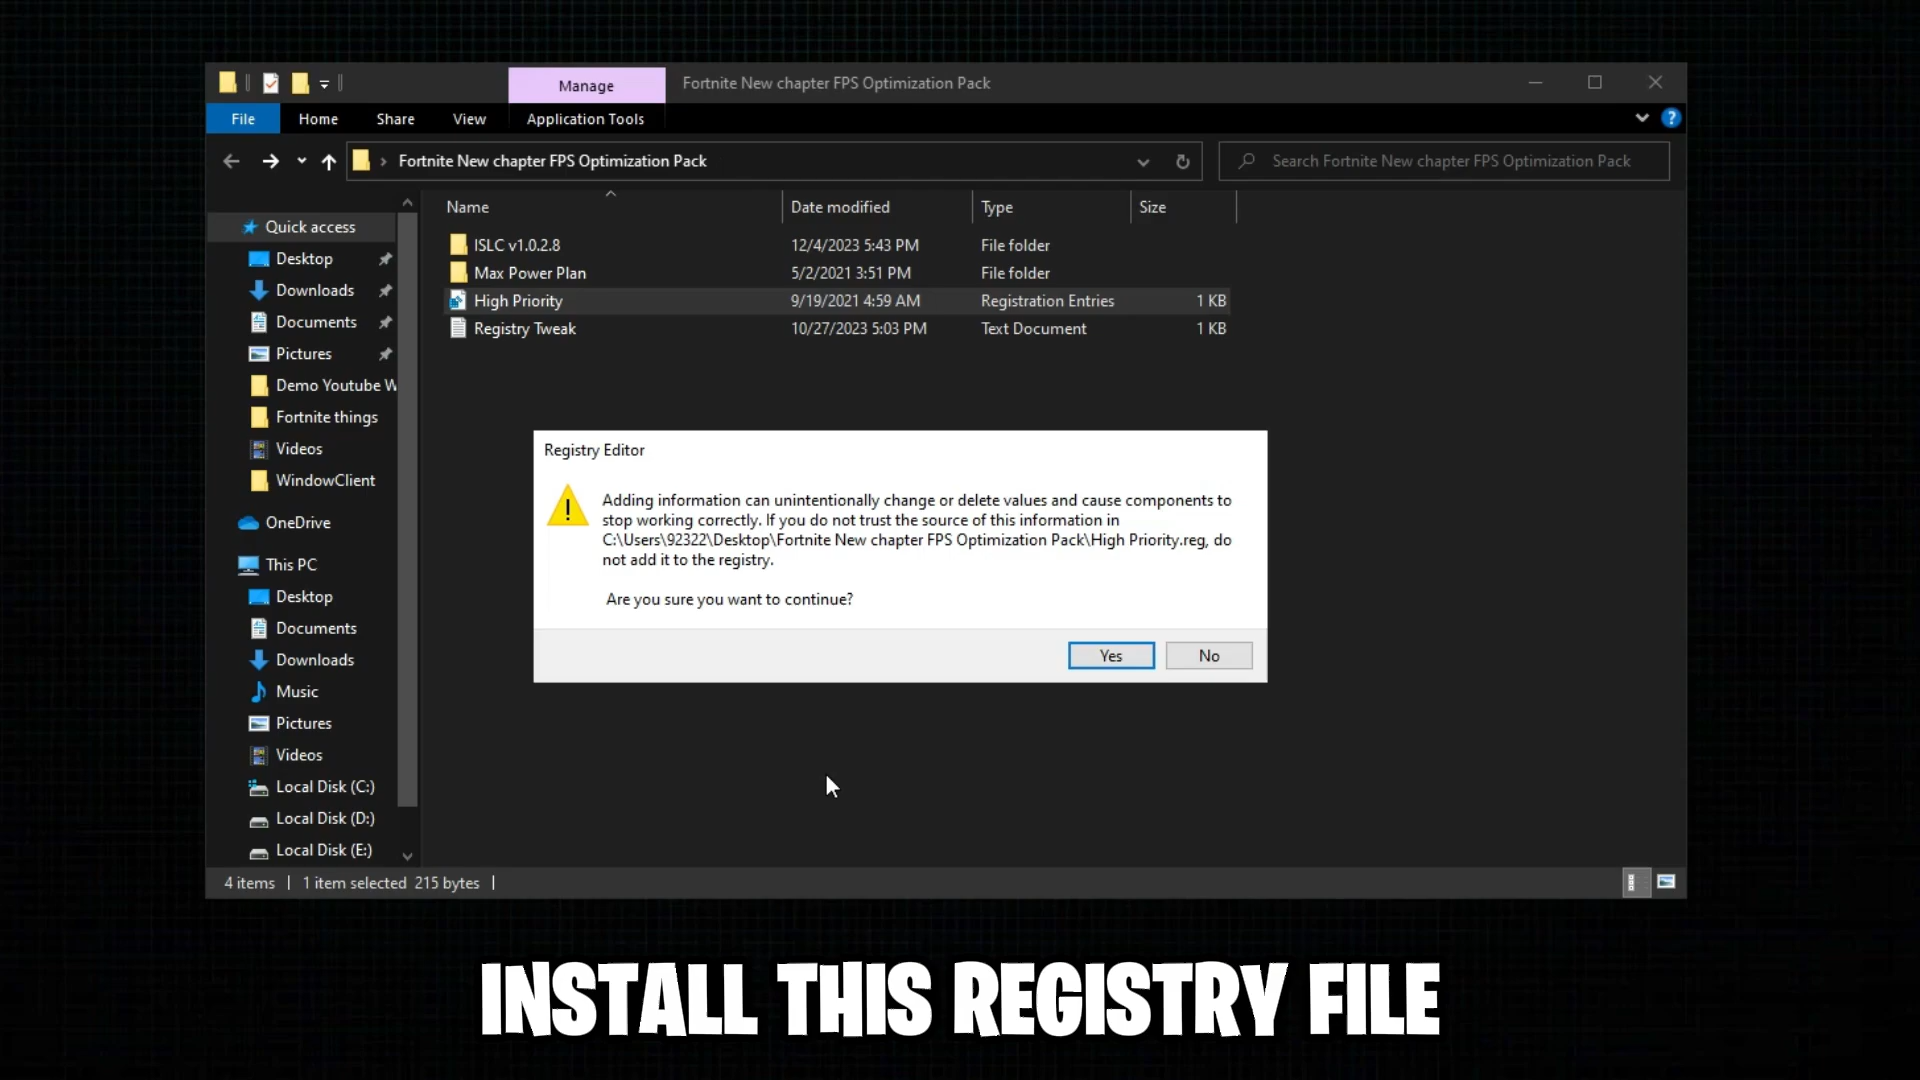 Manage
Fortnite New chapter FPS Optimization Pack
File
Home
Share
View
Application Tools
?
Fortnite New chapter FPS Optimization Pack
Search Fortnite New chapter FPS Optimization Pack
Name
Date modified
Type
Size
Quick access
Desktop
Downloads
Documents
Pictures
Demo Youtube W
Fortnite things
Videos
WindowClient
OneDrive
This PC
Desktop
Documents
Downloads
Music
Pictures
Videos
Local Disk (C:)
Local Disk (D:)
Local Disk (E:)
ISLC v1.0.2.8 12/4/2023 5:43 PM File folder
Max Power Plan 5/2/2021 3:51 PM File folder
High Priority 9/19/2021 4:59 AM Registration Entries 1 KB
Registry Tweak 10/27/2023 5:03 PM Text Document 1 KB
Registry Editor
Adding information can unintentionally change or delete values and cause components to
stop working correctly. If you do not trust the source of this information in
C:\Users\92322\Desktop\Fortnite New chapter FPS Optimization Pack\High Priority.reg, do
not add it to the registry.
Are you sure you want to continue?
Yes
No
4 items
1 item selected 215 bytes
INSTALL THIS REGISTRY FILE